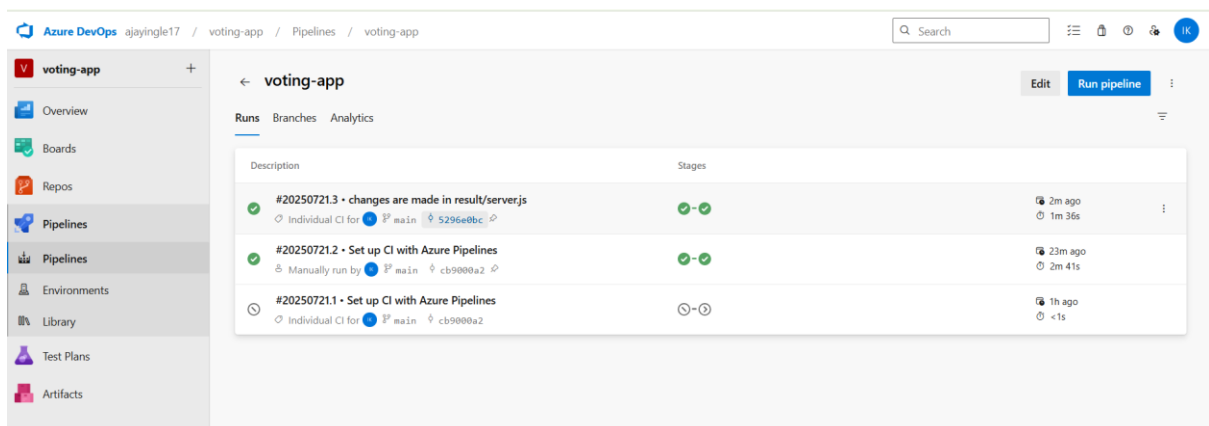 Azure DevOps ajayingle17 / voting-app / Pipelines / voting-app Search IK
V voting-app +
Overview
Boards
Repos
Pipelines
Pipelines
Environments
Library
Test Plans
Artifacts
← voting-app Edit Run pipeline
Runs Branches Analytics
Description Stages
#20250721.3 • changes are made in result/server.js 2m ago
Individual CI for IK main 5296e0bc 1m 36s
#20250721.2 • Set up CI with Azure Pipelines 23m ago
Manually run by IK main cb9000a2 2m 41s
#20250721.1 • Set up CI with Azure Pipelines 1h ago
Individual CI for IK main cb9000a2 <1s